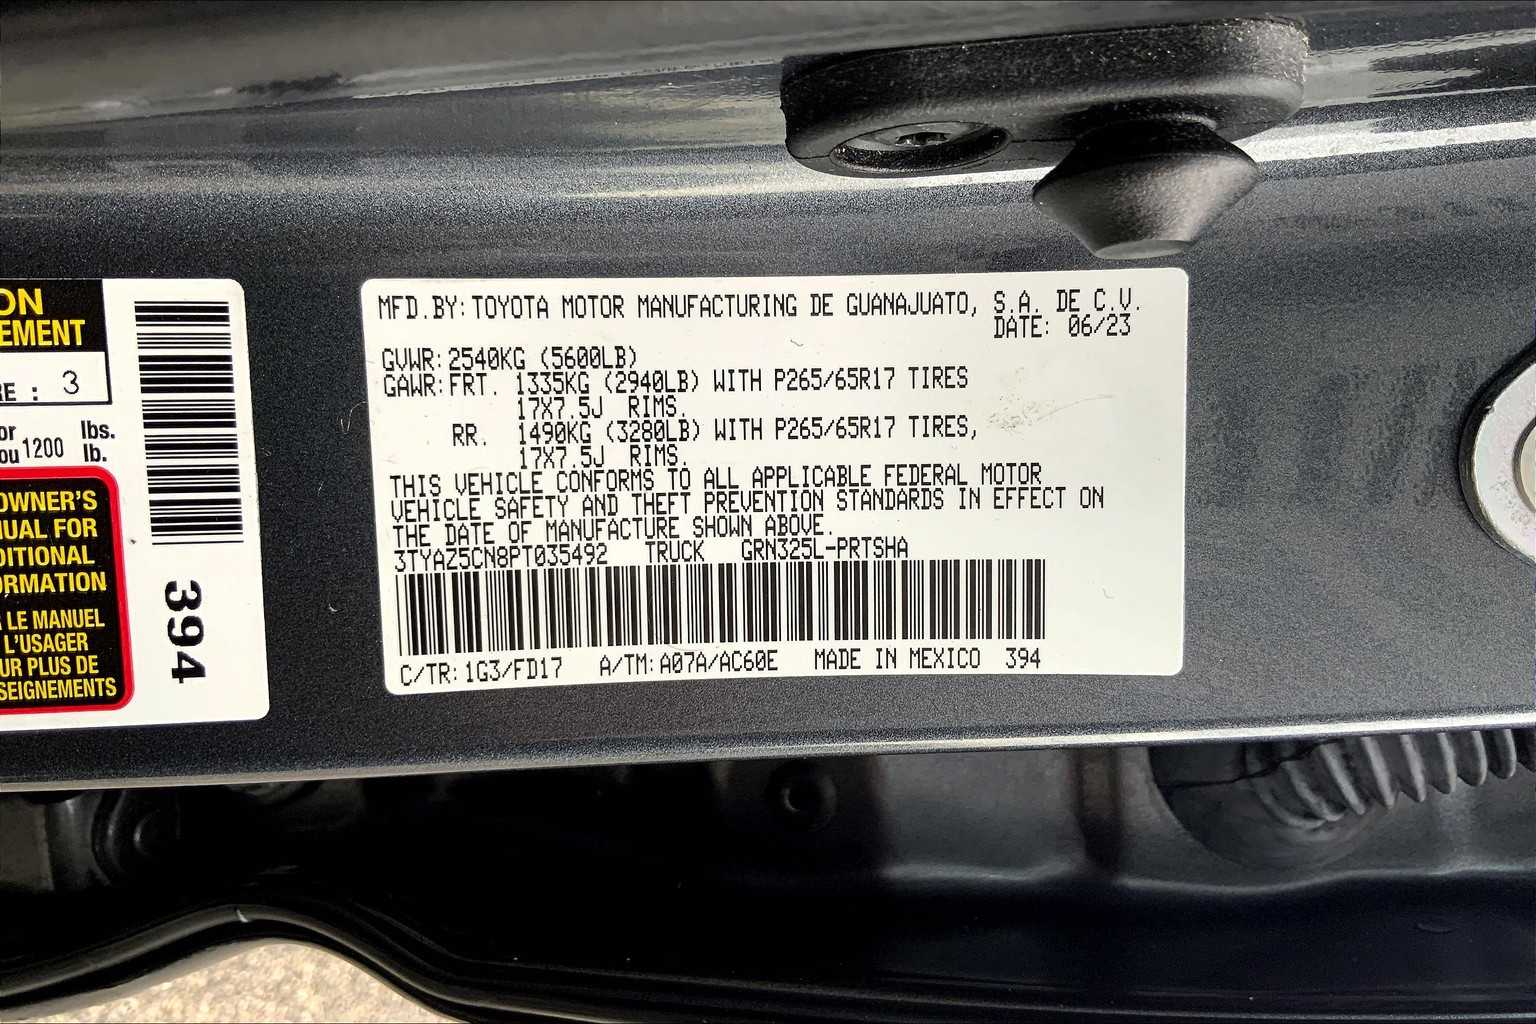 ON
EMENT
RE : 3
or 1200 lbs.
ou lb.
OWNER'S
NUAL FOR
DITIONAL
ORMATION
LE MANUEL
L'USAGER
UR PLUS DE
SEIGNEMENTS
394
MFD.BY: TOYOTA MOTOR MANUFACTURING DE GUANAJUATO, S.A. DE C.V.
DATE: 06/23
GVWR: 2540KG (5600LB)
GAWR: FRT. 1335KG (2940LB) WITH P265/65R17 TIRES
17X7.5J RIMS.
RR. 1490KG (3280LB) WITH P265/65R17 TIRES,
17X7.5J RIMS.
THIS VEHICLE CONFORMS TO ALL APPLICABLE FEDERAL MOTOR
VEHICLE SAFETY AND THEFT PREVENTION STANDARDS IN EFFECT ON
THE DATE OF MANUFACTURE SHOWN ABOVE.
3TYAZ5CN8PT035492 TRUCK GRN325L-PRTSHA
C/TR: 1G3/FD17 A/TM: A07A/AC60E MADE IN MEXICO 394